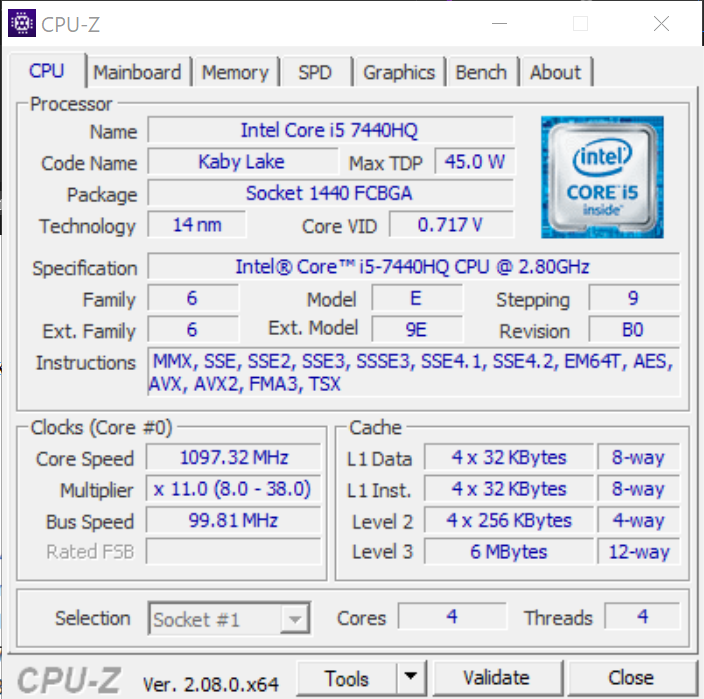 CPU-Z
CPU Mainboard Memory SPD Graphics Bench About
Processor
Name Intel Core i5 7440HQ
Code Name Kaby Lake Max TDP 45.0 W
Package Socket 1440 FCBGA
Technology 14 nm Core VID 0.717 V
intel CORE i5 inside™
Specification Intel® Core™ i5-7440HQ CPU @ 2.80GHz
Family 6 Model E Stepping 9
Ext. Family 6 Ext. Model 9E Revision B0
Instructions MMX, SSE, SSE2, SSE3, SSSE3, SSE4.1, SSE4.2, EM64T, AES,
AVX, AVX2, FMA3, TSX
Clocks (Core #0)
Core Speed 1097.32 MHz
Multiplier x 11.0 (8.0 - 38.0)
Bus Speed 99.81 MHz
Rated FSB
Cache
L1 Data 4 x 32 KBytes 8-way
L1 Inst. 4 x 32 KBytes 8-way
Level 2 4 x 256 KBytes 4-way
Level 3 6 MBytes 12-way
Selection Socket #1 Cores 4 Threads 4
CPU-Z Ver. 2.08.0.x64 Tools Validate Close